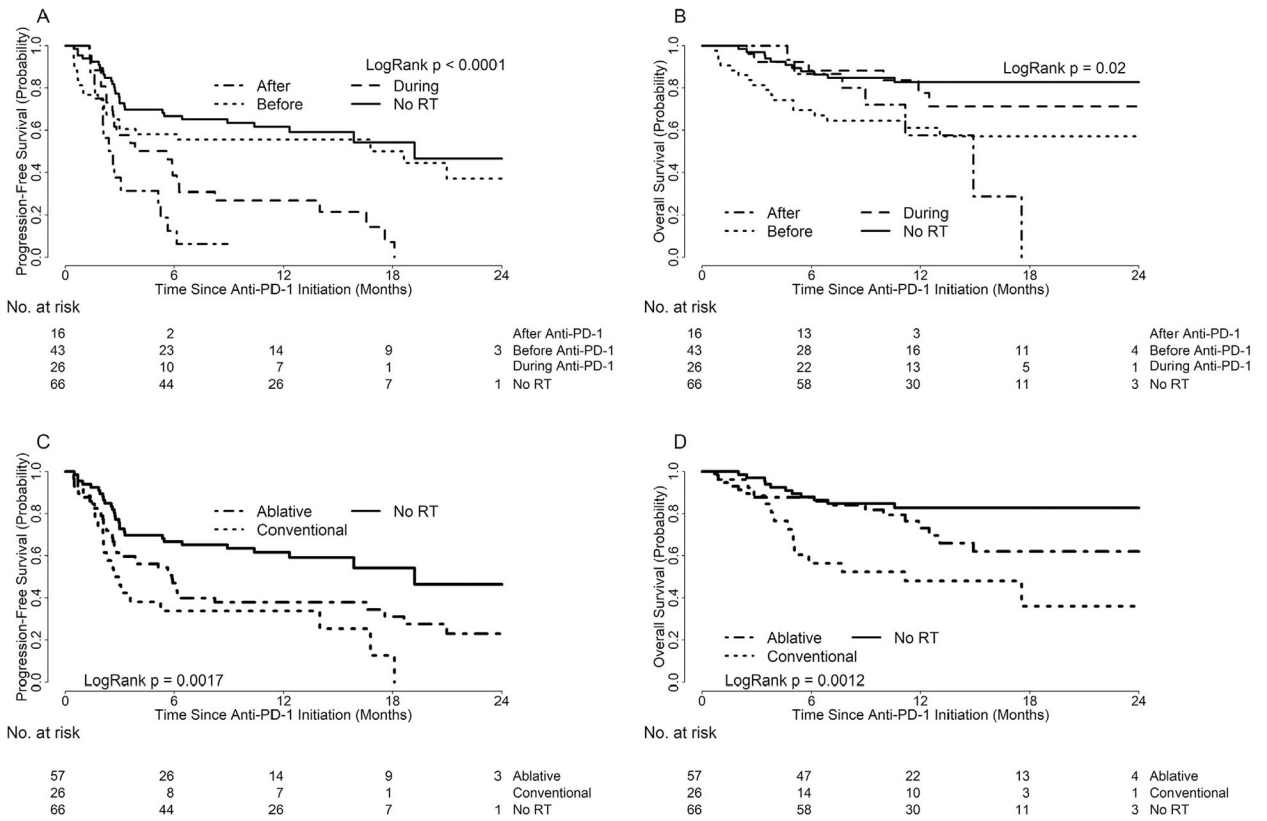 A
Progression-Free Survival (Probability)
1.0
0.8
0.6
0.4
0.2
0.0
LogRank p < 0.0001
After During
Before No RT
0 6 12 18 24
Time Since Anti-PD-1 Initiation (Months)
No. at risk
16 2 After Anti-PD-1
43 23 14 9 3 Before Anti-PD-1
26 10 7 1 During Anti-PD-1
66 44 26 7 1 No RT
B
Overall Survival (Probability)
1.0
0.8
0.6
0.4
0.2
0.0
LogRank p = 0.02
After During
Before No RT
0 6 12 18 24
Time Since Anti-PD-1 Initiation (Months)
No. at risk
16 13 3 After Anti-PD-1
43 28 16 11 4 Before Anti-PD-1
26 22 13 5 1 During Anti-PD-1
66 58 30 11 3 No RT
C
Progression-Free Survival (Probability)
1.0
0.8
0.6
0.4
0.2
0.0
Ablative No RT
Conventional
LogRank p = 0.0017
0 6 12 18 24
Time Since Anti-PD-1 Initiation (Months)
No. at risk
57 26 14 9 3 Ablative
26 8 7 1 Conventional
66 44 26 7 1 No RT
D
Overall Survival (Probability)
1.0
0.8
0.6
0.4
0.2
0.0
Ablative No RT
Conventional
LogRank p = 0.0012
0 6 12 18 24
Time Since Anti-PD-1 Initiation (Months)
No. at risk
57 47 22 13 4 Ablative
26 14 10 3 1 Conventional
66 58 30 11 3 No RT